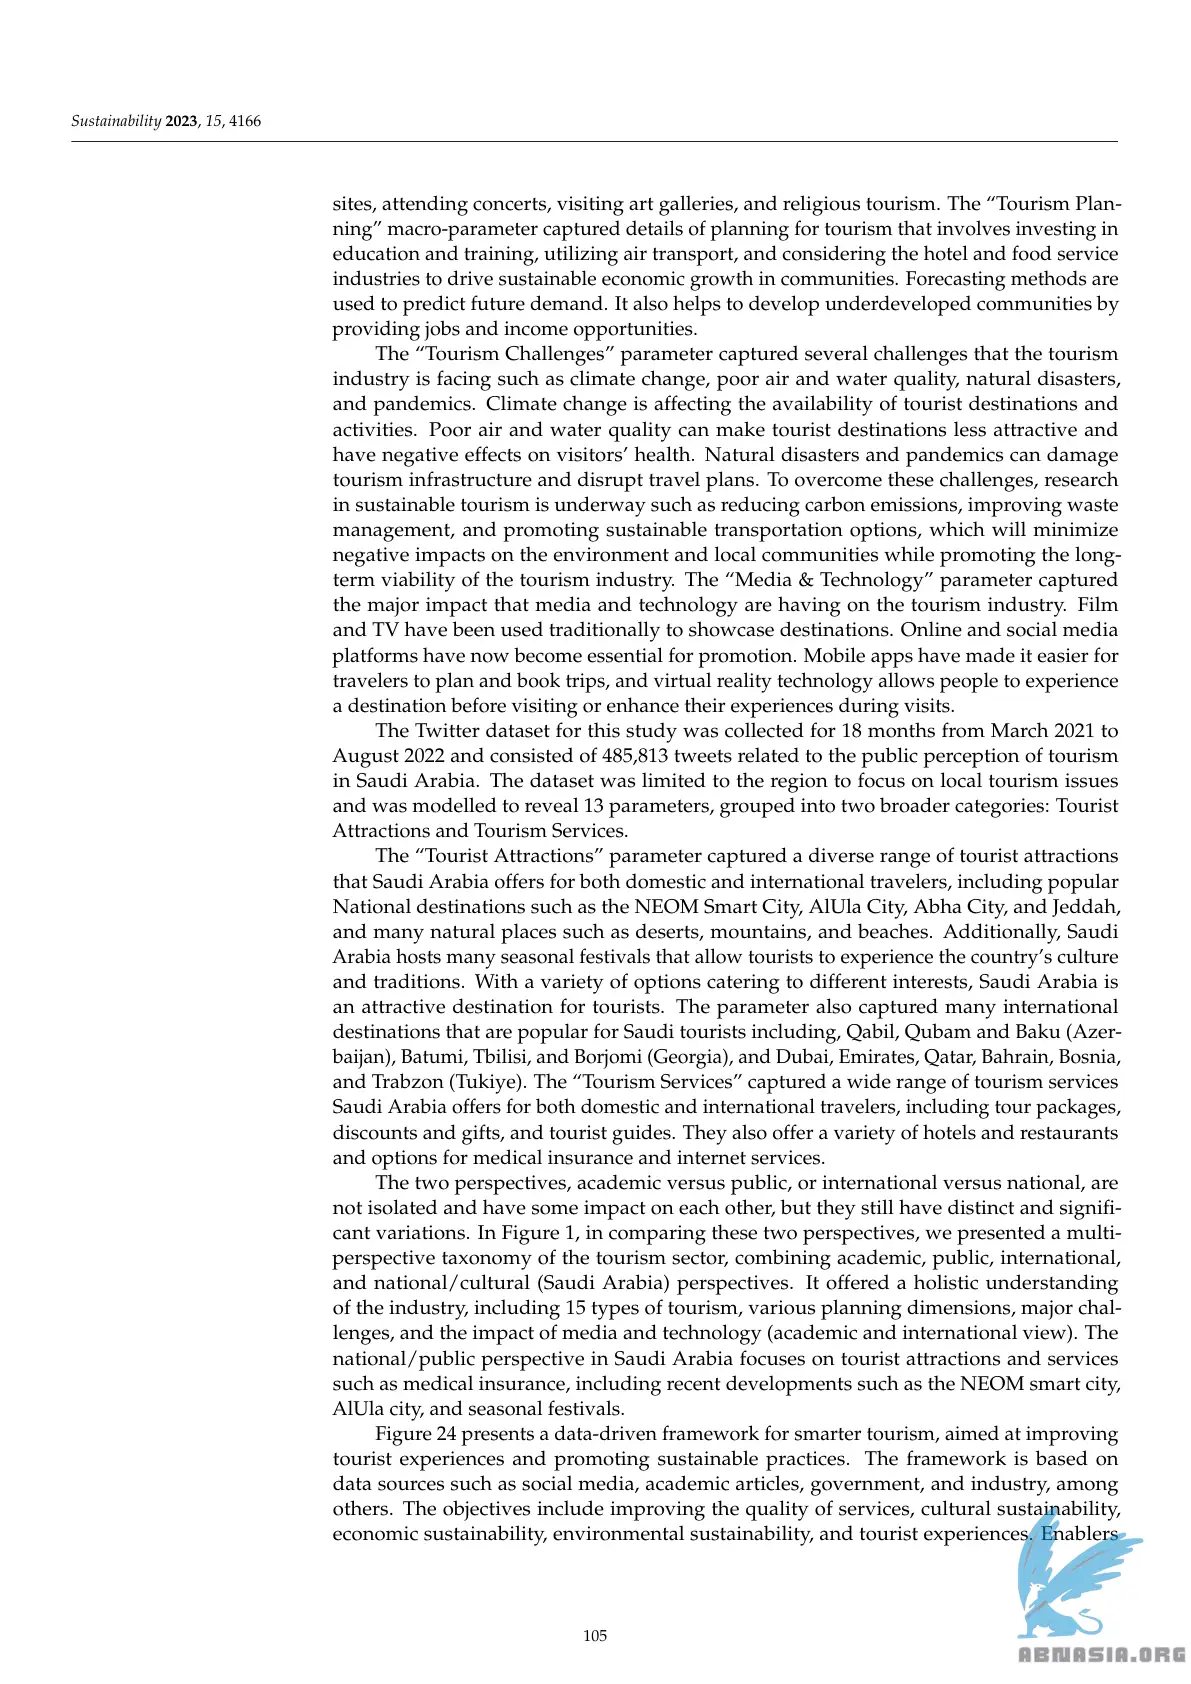 Sustainability 2023, 15, 4166
sites, attending concerts, visiting art galleries, and religious tourism. The “Tourism Plan-
ning” macro-parameter captured details of planning for tourism that involves investing in
education and training, utilizing air transport, and considering the hotel and food service
industries to drive sustainable economic growth in communities. Forecasting methods are
used to predict future demand. It also helps to develop underdeveloped communities by
providing jobs and income opportunities.
The “Tourism Challenges” parameter captured several challenges that the tourism
industry is facing such as climate change, poor air and water quality, natural disasters,
and pandemics. Climate change is affecting the availability of tourist destinations and
activities. Poor air and water quality can make tourist destinations less attractive and
have negative effects on visitors’ health. Natural disasters and pandemics can damage
tourism infrastructure and disrupt travel plans. To overcome these challenges, research
in sustainable tourism is underway such as reducing carbon emissions, improving waste
management, and promoting sustainable transportation options, which will minimize
negative impacts on the environment and local communities while promoting the long-
term viability of the tourism industry. The “Media & Technology” parameter captured
the major impact that media and technology are having on the tourism industry. Film
and TV have been used traditionally to showcase destinations. Online and social media
platforms have now become essential for promotion. Mobile apps have made it easier for
travelers to plan and book trips, and virtual reality technology allows people to experience
a destination before visiting or enhance their experiences during visits.
The Twitter dataset for this study was collected for 18 months from March 2021 to
August 2022 and consisted of 485,813 tweets related to the public perception of tourism
in Saudi Arabia. The dataset was limited to the region to focus on local tourism issues
and was modelled to reveal 13 parameters, grouped into two broader categories: Tourist
Attractions and Tourism Services.
The “Tourist Attractions” parameter captured a diverse range of tourist attractions
that Saudi Arabia offers for both domestic and international travelers, including popular
National destinations such as the NEOM Smart City, AlUla City, Abha City, and Jeddah,
and many natural places such as deserts, mountains, and beaches. Additionally, Saudi
Arabia hosts many seasonal festivals that allow tourists to experience the country’s culture
and traditions. With a variety of options catering to different interests, Saudi Arabia is
an attractive destination for tourists. The parameter also captured many international
destinations that are popular for Saudi tourists including, Qabil, Qubam and Baku (Azer-
baijan), Batumi, Tbilisi, and Borjomi (Georgia), and Dubai, Emirates, Qatar, Bahrain, Bosnia,
and Trabzon (Tukiye). The “Tourism Services” captured a wide range of tourism services
Saudi Arabia offers for both domestic and international travelers, including tour packages,
discounts and gifts, and tourist guides. They also offer a variety of hotels and restaurants
and options for medical insurance and internet services.
The two perspectives, academic versus public, or international versus national, are
not isolated and have some impact on each other, but they still have distinct and signifi-
cant variations. In Figure 1, in comparing these two perspectives, we presented a multi-
perspective taxonomy of the tourism sector, combining academic, public, international,
and national/cultural (Saudi Arabia) perspectives. It offered a holistic understanding
of the industry, including 15 types of tourism, various planning dimensions, major chal-
lenges, and the impact of media and technology (academic and international view). The
national/public perspective in Saudi Arabia focuses on tourist attractions and services
such as medical insurance, including recent developments such as the NEOM smart city,
AlUla city, and seasonal festivals.
Figure 24 presents a data-driven framework for smarter tourism, aimed at improving
tourist experiences and promoting sustainable practices. The framework is based on
data sources such as social media, academic articles, government, and industry, among
others. The objectives include improving the quality of services, cultural sustainability,
economic sustainability, environmental sustainability, and tourist experiences. Enablers
105
ABNASIA.ORG